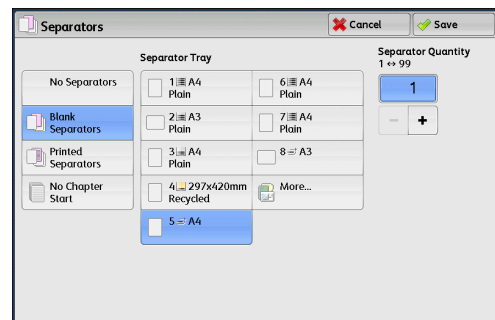 Separators
Cancel
Save
Separator Tray
Separator Quantity
1 ↔ 99
No Separators
Blank
Separators
Printed
Separators
No Chapter
Start
1 A4
Plain
2 A3
Plain
3 A4
Plain
4 297x420mm
Recycled
5 A4
6 A4
Plain
7 A4
Plain
8 A3
More...
1
− +